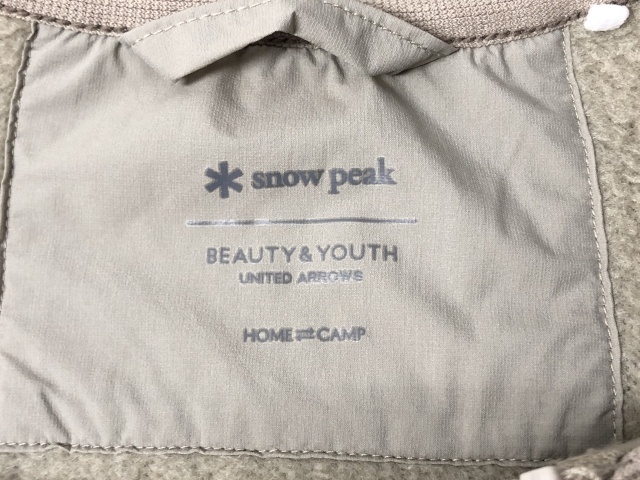 snow peak
BEAUTY & YOUTH
UNITED ARROWS
HOME⇄CAMP